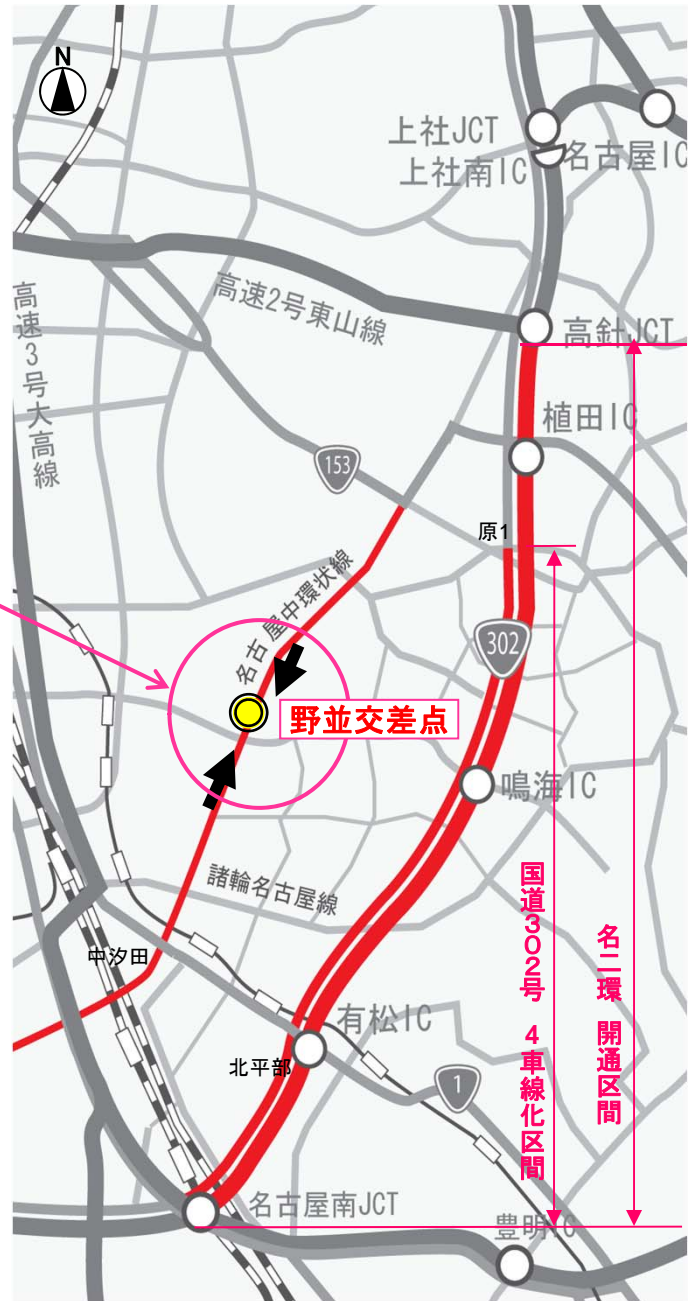 N
上社JCT
上社南IC
名古屋IC
高速2号東山線
高速3号大高線
高針JCT
植田IC
153
原1
名古屋中環状線
302
野並交差点
鳴海IC
諸輪名古屋線
国道302号 4車線化区間
名二環 開通区間
中汐田
有松IC
北平部
1
名古屋南JCT
豊明IC